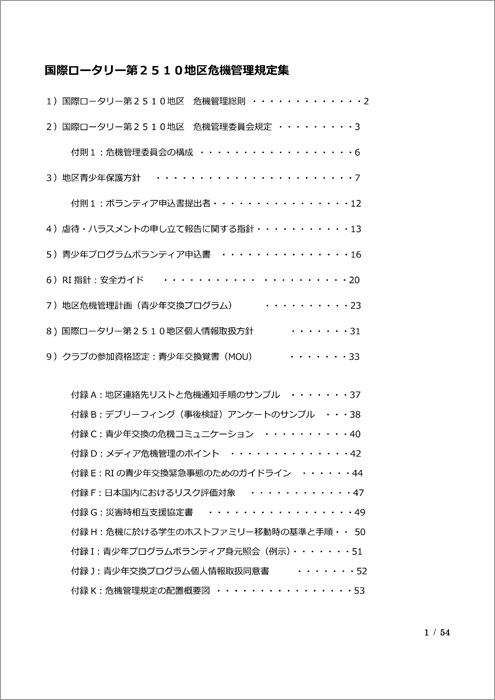 国際ロータリー第２５１０地区危機管理規定集
１）国際ロータリー第２５１０地区　危機管理総則 ・・・・・・・・・・・・・2
２）国際ロータリー第２５１０地区　危機管理委員会規定 ・・・・・・・・・3
付則１：危機管理委員会の構成 ・・・・・・・・・・・・・・・・・・6
３）地区青少年保護方針　・・・・・・・・・・・・・・・・・・・・・・・7
付則１：ボランティア申込書提出者・・・・・・・・・・・・・・・・12
４）虐待・ハラスメントの申し立て報告に関する指針・・・・・・・・・・・13
５）青少年プログラムボランティア申込書　・・・・・・・・・・・・・・・16
６）RI 指針：安全ガイド　　・・・・・・・・・・・ ・・・・・・・・・・20
７）地区危機管理計画（青少年交換プログラム）　　　・・・・・・・・・・23
８）国際ロータリー第２５１０地区個人情報取扱方針　　　　・・・・・・・31
９）クラブの参加資格認定：青少年交換覚書（MOU）　　　・・・・・・・33
付録 A：地区連絡先リストと危機通知手順のサンプル　・・・・・・・37
付録 B：デブリーフィング（事後検証）アンケートのサンプル　・・・38
付録 C：青少年交換の危機コミュニケーション　・・・・・・・・・・40
付録 D：メディア危機管理のポイント　・・・・・・・・・・・・・・42
付録 E：RI の青少年交換緊急事態のためのガイドライン　・・・・・・44
付録 F：日本国内におけるリスク評価対象　・・・・・・・・・・・・47
付録 G：災害時相互支援協定書　・・・・・・・・・・・・・・・・・49
付録 H：危機に於ける学生のホストファミリー移動時の基準と手順・・ 50
付録 I：青少年プログラムボランティア身元照会（例示）・・・・・・・51
付録 J：青少年交換プログラム個人情報取扱同意書　　　・・・・・・・52
付録 K：危機管理規定の配置概要図 ・・・・・・・・・・・・・・・・53
1 / 54